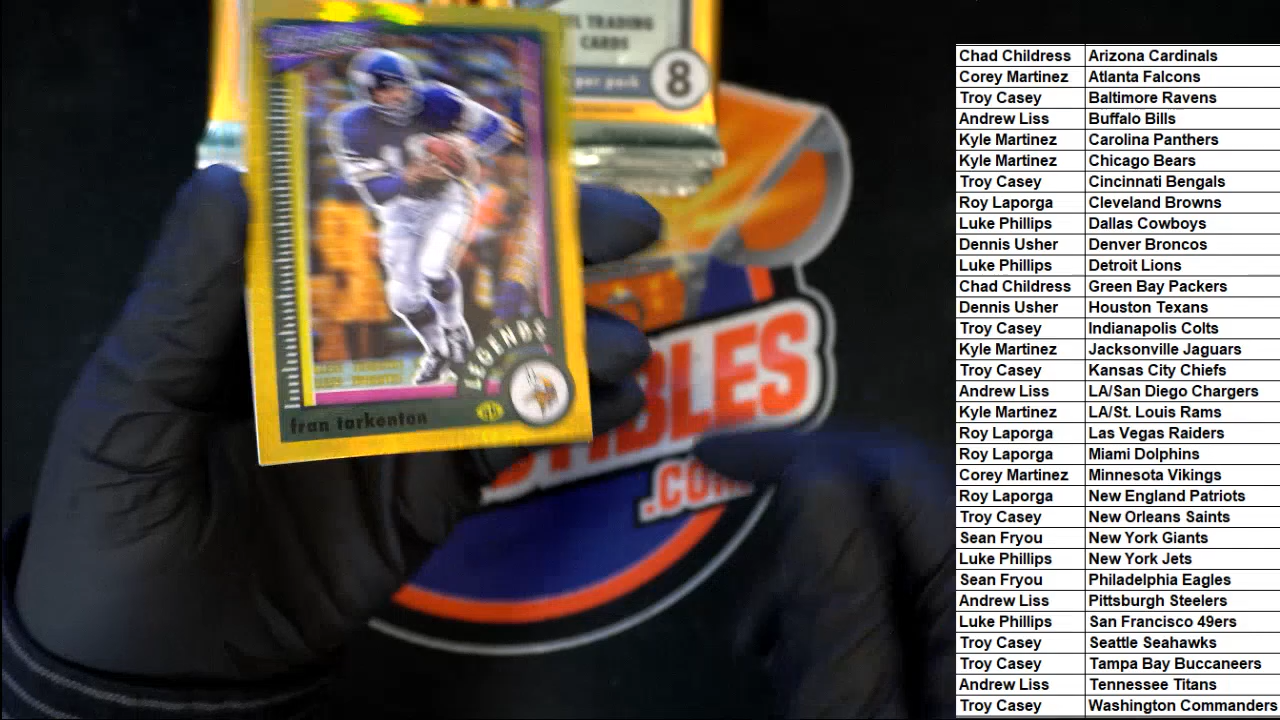 NFL TRADING
CARDS
per pack
8
LEGENDS
fran tarkenton
qb
BLES
.COM
Chad Childress Arizona Cardinals
Corey Martinez Atlanta Falcons
Troy Casey Baltimore Ravens
Andrew Liss Buffalo Bills
Kyle Martinez Carolina Panthers
Kyle Martinez Chicago Bears
Troy Casey Cincinnati Bengals
Roy Laporga Cleveland Browns
Luke Phillips Dallas Cowboys
Dennis Usher Denver Broncos
Luke Phillips Detroit Lions
Chad Childress Green Bay Packers
Dennis Usher Houston Texans
Troy Casey Indianapolis Colts
Kyle Martinez Jacksonville Jaguars
Troy Casey Kansas City Chiefs
Andrew Liss LA/San Diego Chargers
Kyle Martinez LA/St. Louis Rams
Roy Laporga Las Vegas Raiders
Roy Laporga Miami Dolphins
Corey Martinez Minnesota Vikings
Roy Laporga New England Patriots
Troy Casey New Orleans Saints
Sean Fryou New York Giants
Luke Phillips New York Jets
Sean Fryou Philadelphia Eagles
Andrew Liss Pittsburgh Steelers
Luke Phillips San Francisco 49ers
Troy Casey Seattle Seahawks
Troy Casey Tampa Bay Buccaneers
Andrew Liss Tennessee Titans
Troy Casey Washington Commanders